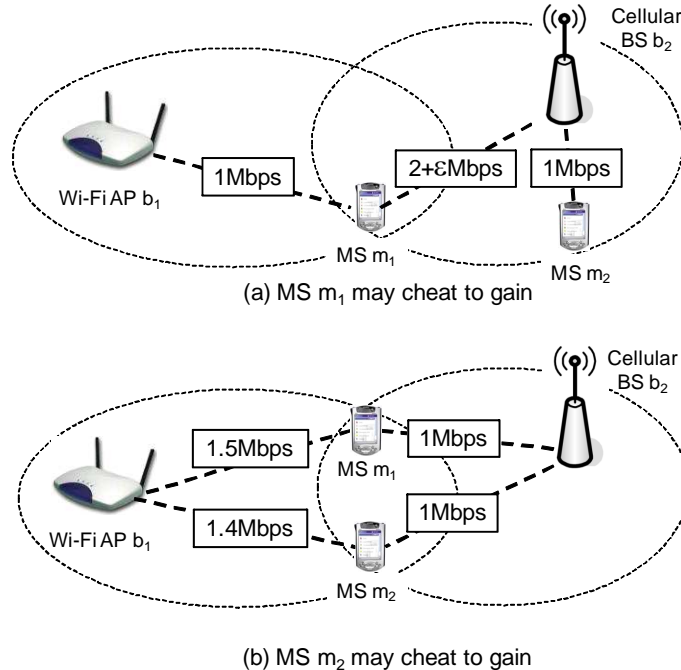 Cellular
BS b2
2+εMbps
1Mbps
1Mbps
Wi-Fi AP b1
MS m1
MS m2
(a) MS m1 may cheat to gain
Cellular
BS b2
1.5Mbps
1Mbps
MS m1
1.4Mbps
1Mbps
Wi-Fi AP b1
MS m2
(b) MS m2 may cheat to gain